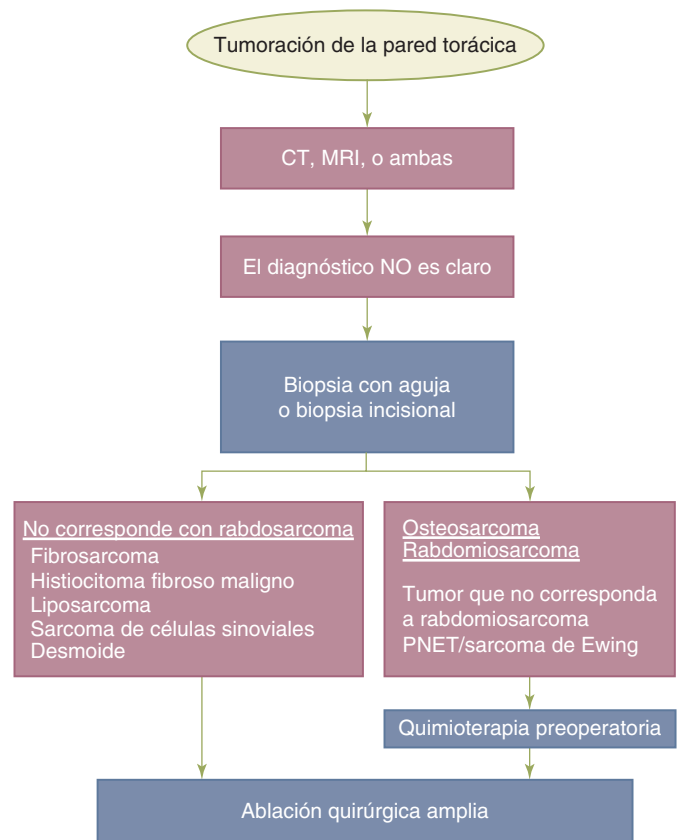 Tumoración de la pared torácica
CT, MRI, o ambas
El diagnóstico NO es claro
Biopsia con aguja
o biopsia incisional
No corresponde con rabdosarcoma
Fibrosarcoma
Histiocitoma fibroso maligno
Liposarcoma
Sarcoma de células sinoviales
Desmoide
Osteosarcoma
Rabdomiosarcoma
Tumor que no corresponda
a rabdomiosarcoma
PNET/sarcoma de Ewing
Quimioterapia preoperatoria
Ablación quirúrgica amplia